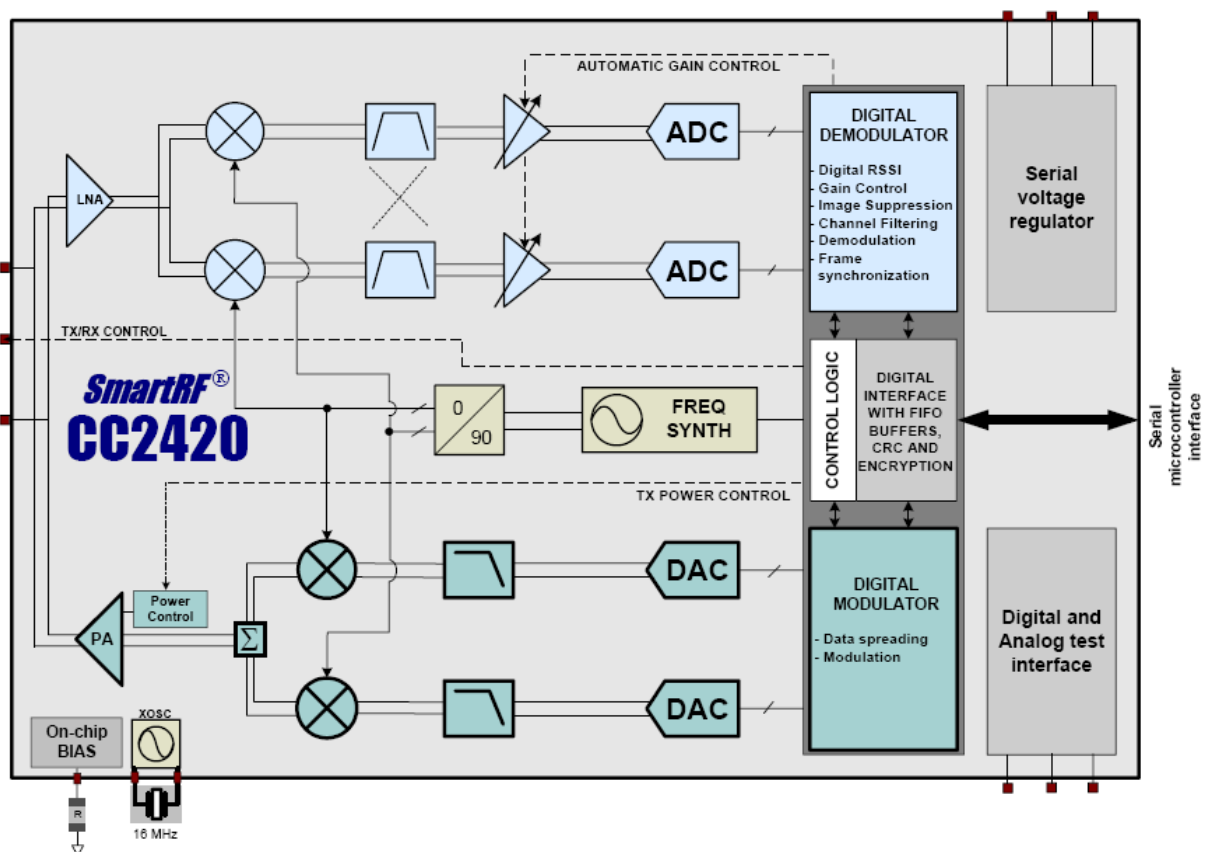 AUTOMATIC GAIN CONTROL
LNA
ADC
ADC
DIGITAL
DEMODULATOR
- Digital RSSI
- Gain Control
- Image Suppression
- Channel Filtering
- Demodulation
- Frame
synchronization
Serial
voltage
regulator
TX/RX CONTROL
SmartRF®
CC2420
0
90
FREQ
SYNTH
CONTROL LOGIC
DIGITAL
INTERFACE
WITH FIFO
BUFFERS,
CRC AND
ENCRYPTION
Serial
microcontroller
interface
TX POWER CONTROL
Power
Control
PA
Σ
DAC
DAC
DIGITAL
MODULATOR
- Data spreading
- Modulation
Digital and
Analog test
interface
On-chip
BIAS
XOSC
R
16 MHz